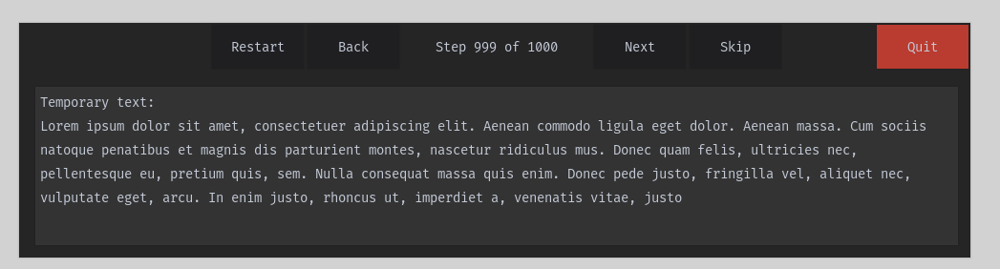 Restart Back Step 999 of 1000 Next Skip Quit
Temporary text:
Lorem ipsum dolor sit amet, consectetuer adipiscing elit. Aenean commodo ligula eget dolor. Aenean massa. Cum sociis
natoque penatibus et magnis dis parturient montes, nascetur ridiculus mus. Donec quam felis, ultricies nec,
pellentesque eu, pretium quis, sem. Nulla consequat massa quis enim. Donec pede justo, fringilla vel, aliquet nec,
vulputate eget, arcu. In enim justo, rhoncus ut, imperdiet a, venenatis vitae, justo